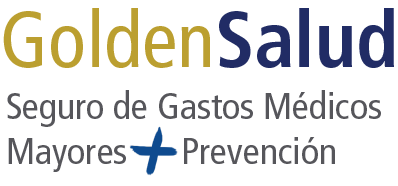 GoldenSalud
Seguro de Gastos Médicos
Mayores + Prevención